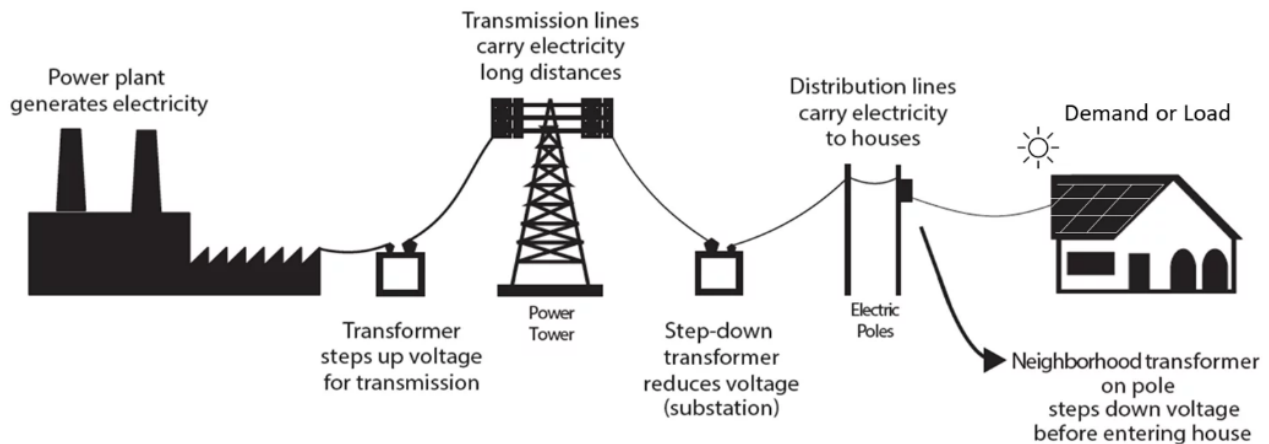 Power plant
generates electricity
Transformer
steps up voltage
for transmission
Transmission lines
carry electricity
long distances
Power
Tower
Step-down
transformer
reduces voltage
(substation)
Distribution lines
carry electricity
to houses
Electric
Poles
Neighborhood transformer
on pole
steps down voltage
before entering house
Demand or Load